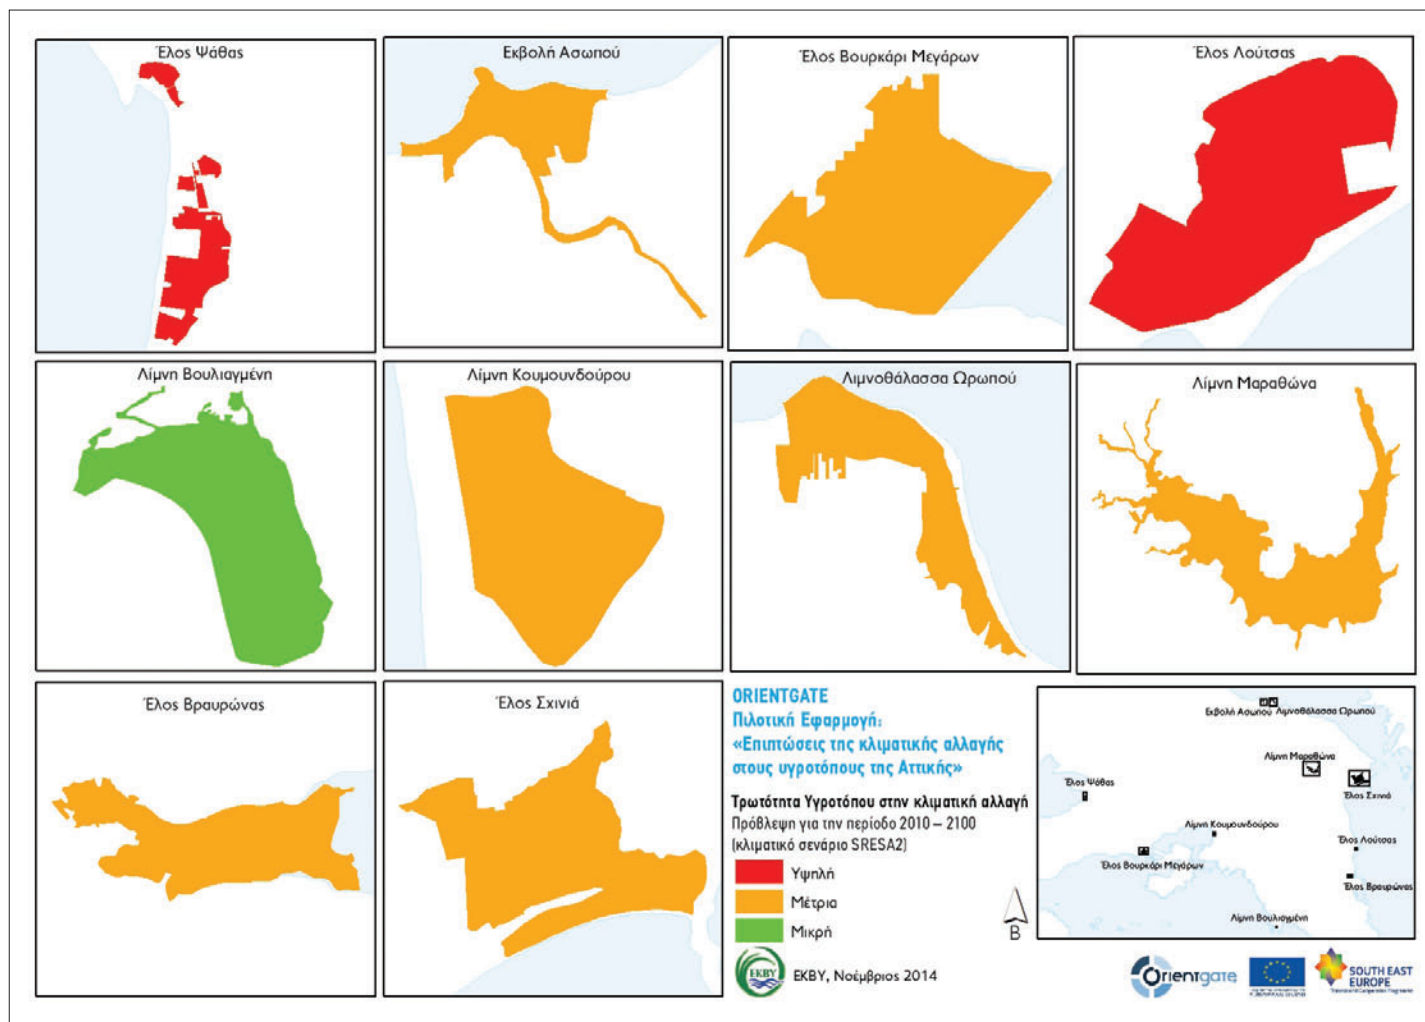 Έλος Ψάθας
Εκβολή Ασωπού
Έλος Βουρκάρι Μεγάρων
Έλος Λούτσας
Λίμνη Βουλιαγμένη
Λίμνη Κουμουνδούρου
Λιμνοθάλασσα Ωρωπού
Λίμνη Μαραθώνα
Έλος Βραυρώνας
Έλος Σχινιά
ORIENTGATE
Πιλοτική Εφαρμογή:
«Επιπτώσεις της κλιματικής αλλαγής
στους υγροτόπους της Αττικής»
Τρωτότητα Υγροτόπου στην κλιματική αλλαγή
Πρόβλεψη για την περίοδο 2010 – 2100
(κλιματικό σενάριο SRESA2)
Υψηλή
Μέτρια
Μικρή
ΕΚΒΥ
ΕΚΒΥ, Νοέμβριος 2014
Β
Εκβολή Ασωπού
Λιμνοθάλασσα Ωρωπού
Λίμνη Μαραθώνα
Έλος Ψάθας
Έλος Σχινιά
Λίμνη Κουμουνδούρου
Έλος Λούτσας
Έλος Βουρκάρι Μεγάρων
Έλος Βραυρώνας
Λίμνη Βουλιαγμένη
Orientgate
SOUTH EAST
EUROPE